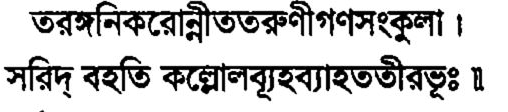 তরঙ্গনিকরোন্নীততরুণীগণসংকুলা ।
সরিদ্ বহতি কল্লোলব্যূহব্যাহততীরভূঃ ॥